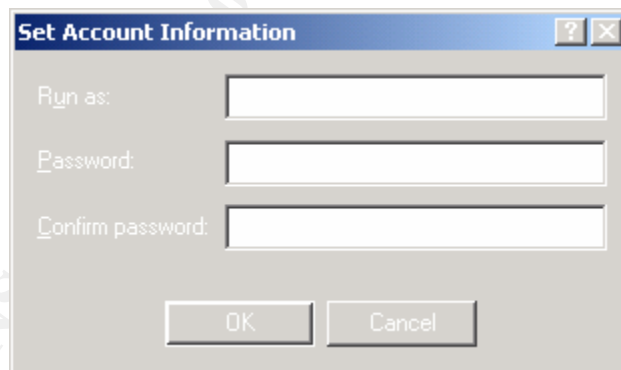 Set Account Information
Run as:
Password:
Confirm password:
OK
Cancel